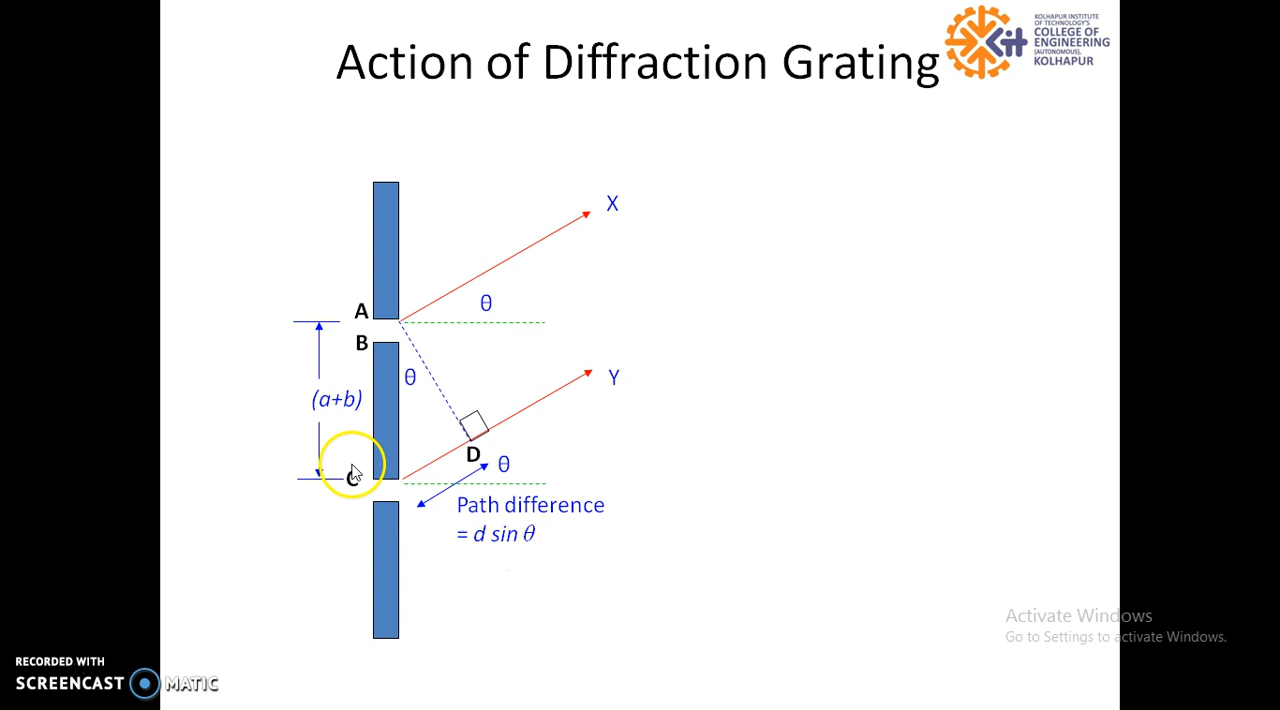 KOLHAPUR INSTITUTE
OF TECHNOLOGY'S
COLLEGE OF
ENGINEERING
(AUTONOMOUS),
KOLHAPUR
Kit
Action of Diffraction Grating
X
A
θ
B
θ
Y
(a+b)
D
θ
C
Path difference
= d sin θ
Activate Windows
Go to Settings to activate Windows.
RECORDED WITH
SCREENCAST MATIC